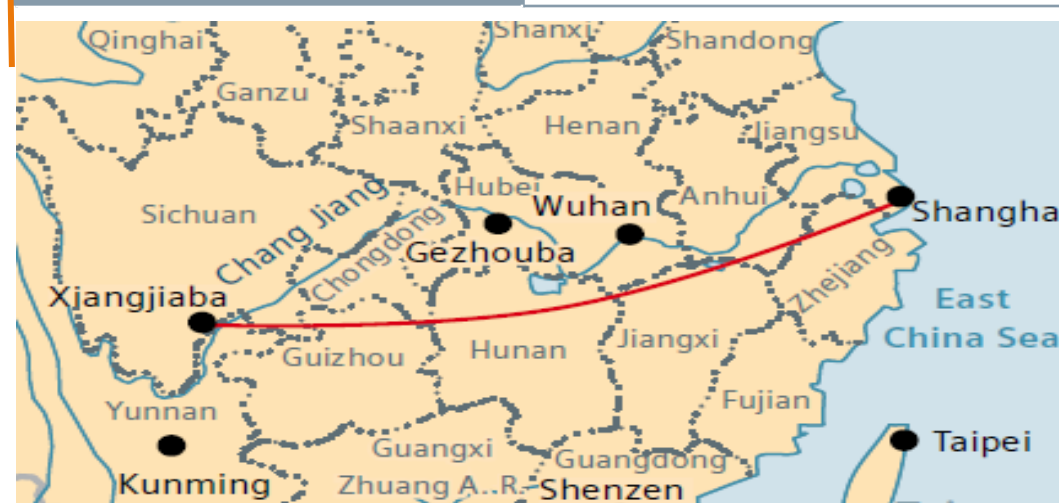 Qinghai
Shanxi
Shandong
Ganzu
Shaanxi
Henan
Jiangsu
Sichuan
Chang Jiang
Chongdong
Hubei
Wuhan
Anhui
Shangha
Gezhouba
Xjangjiaba
Zhejiang
East
China Sea
Guizhou
Hunan
Jiangxi
Yunnan
Fujian
Kunming
Guangxi
Zhuang A..R.
Guangdong
Shenzen
Taipei